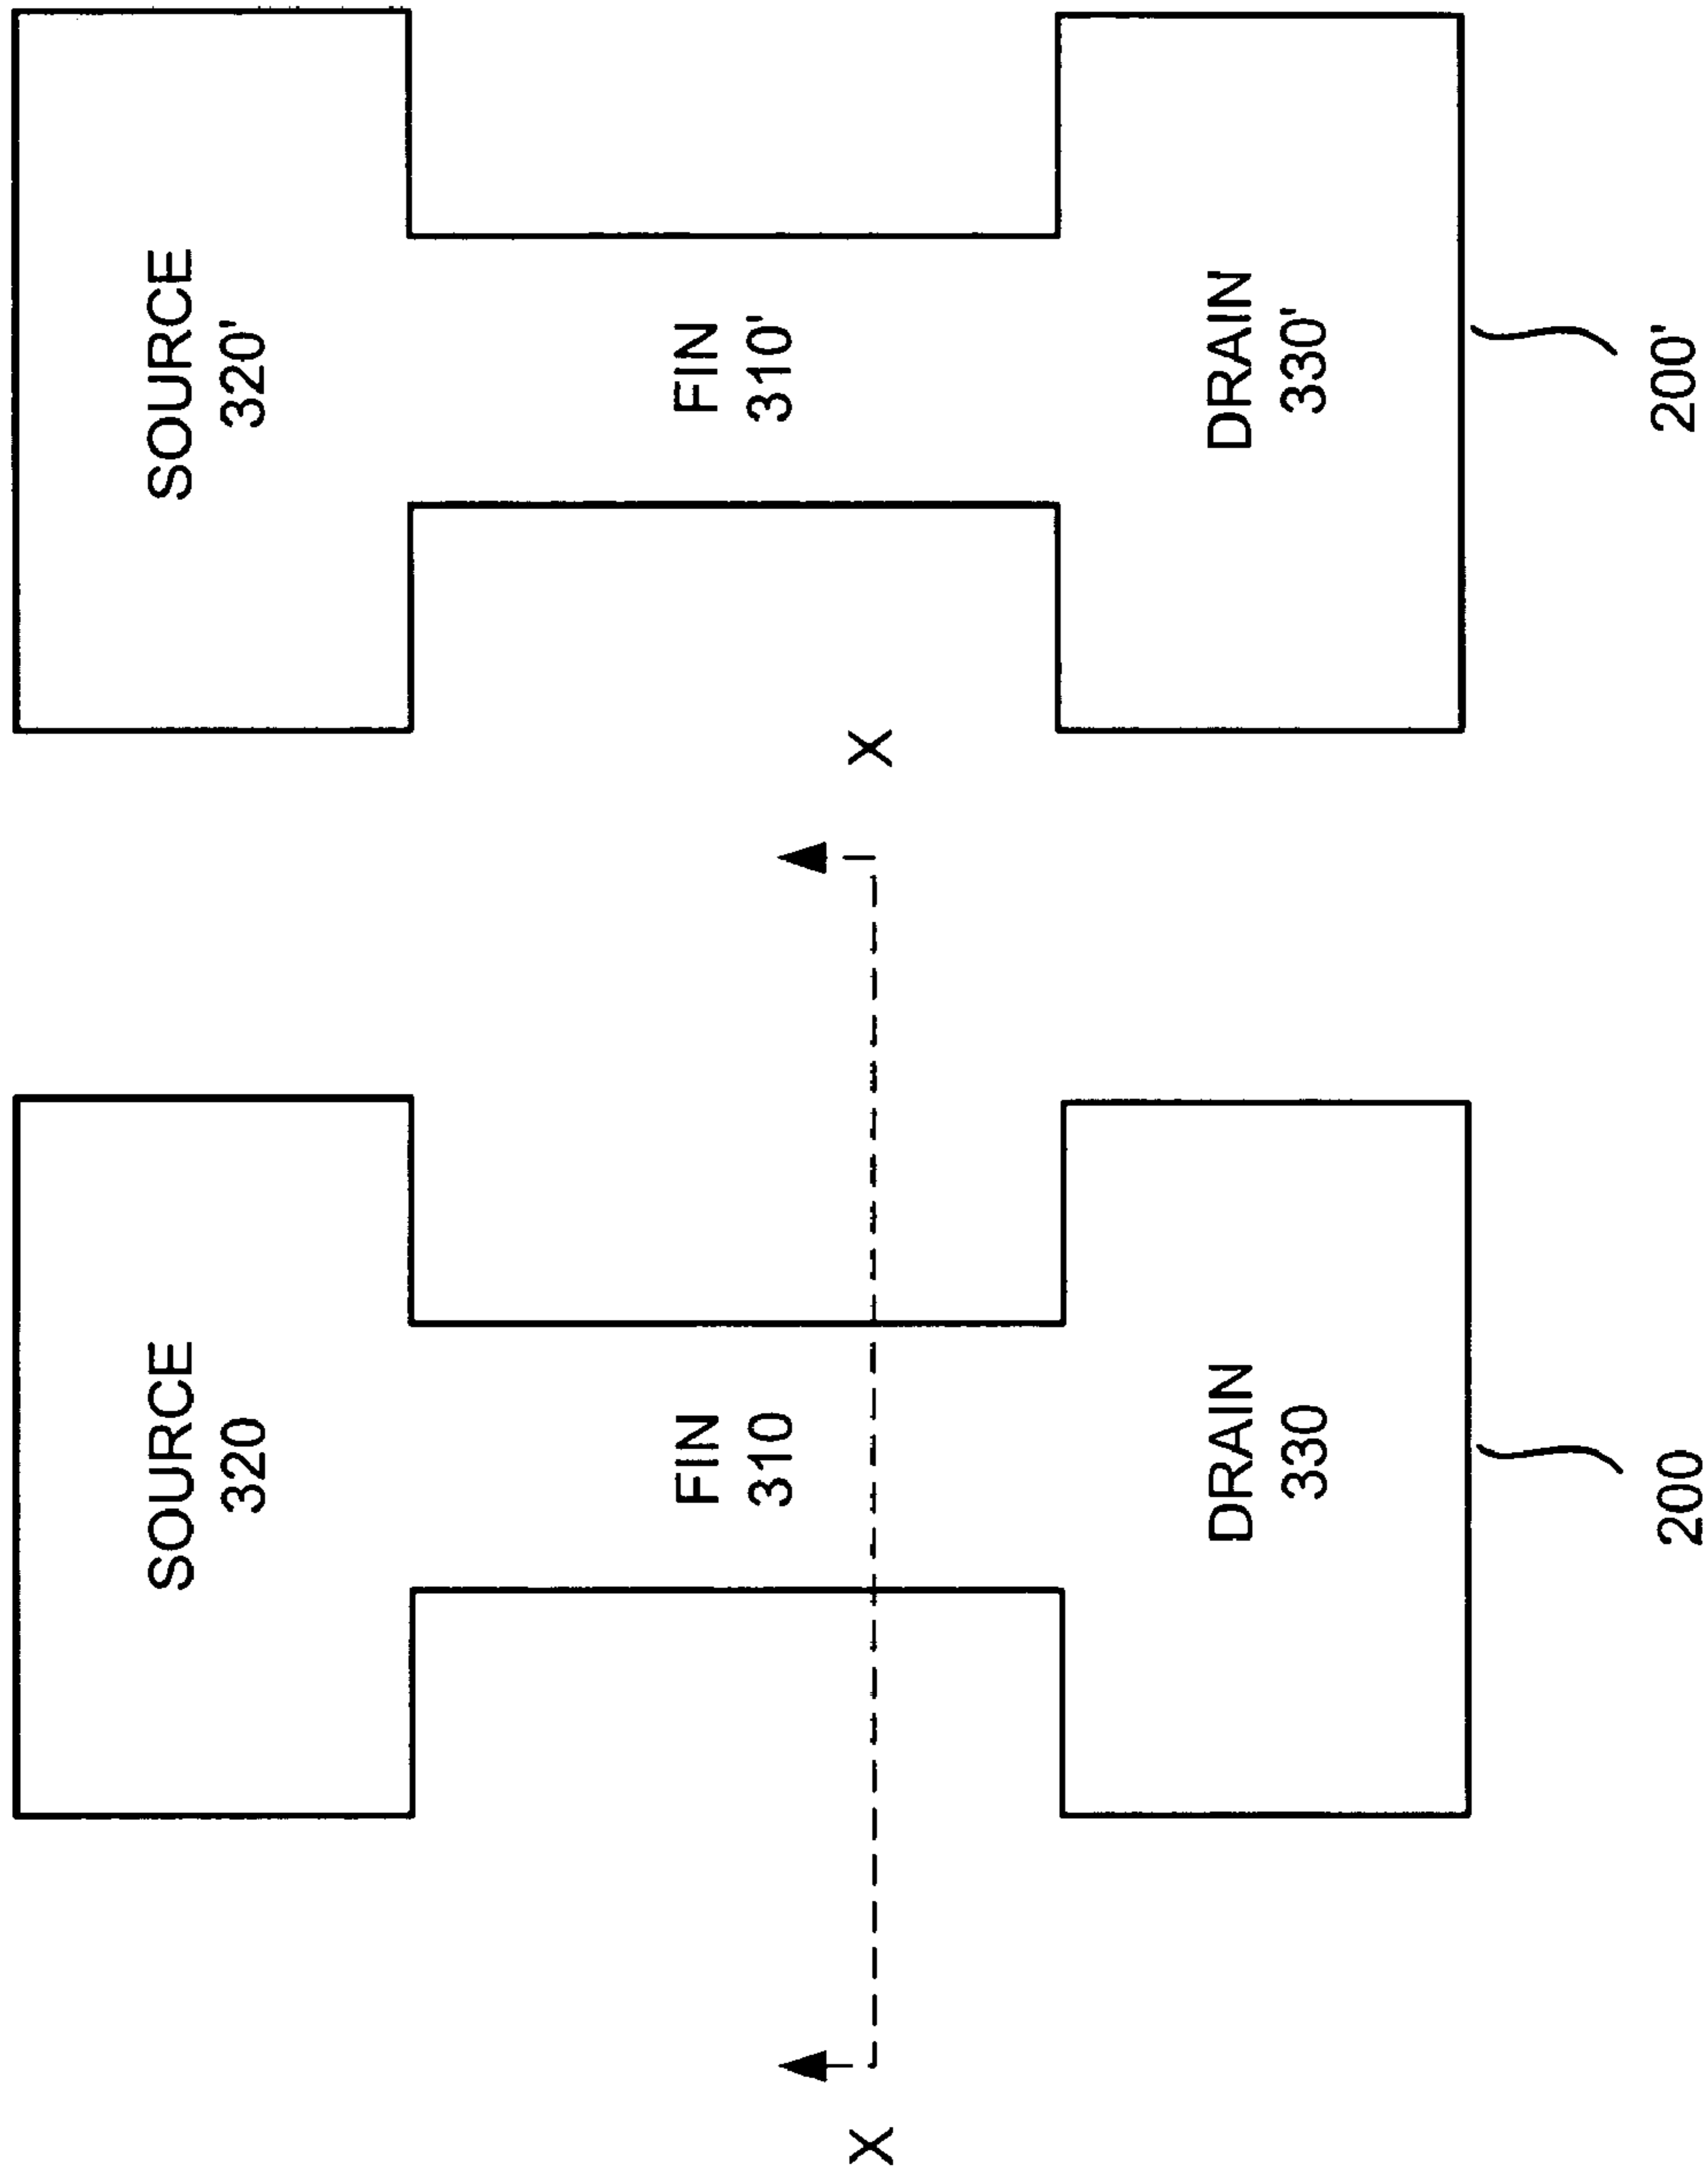 SOURCE
320
SOURCE
320'
FIN
310
FIN
310'
X
X
DRAIN
330
DRAIN
330'
200
200'